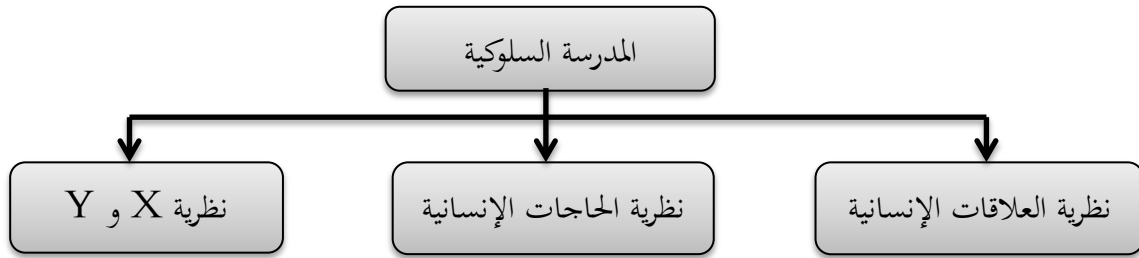 المدرسة السلوكية
نظرية العلاقات الإنسانية
نظرية الحاجات الإنسانية
نظرية X و Y